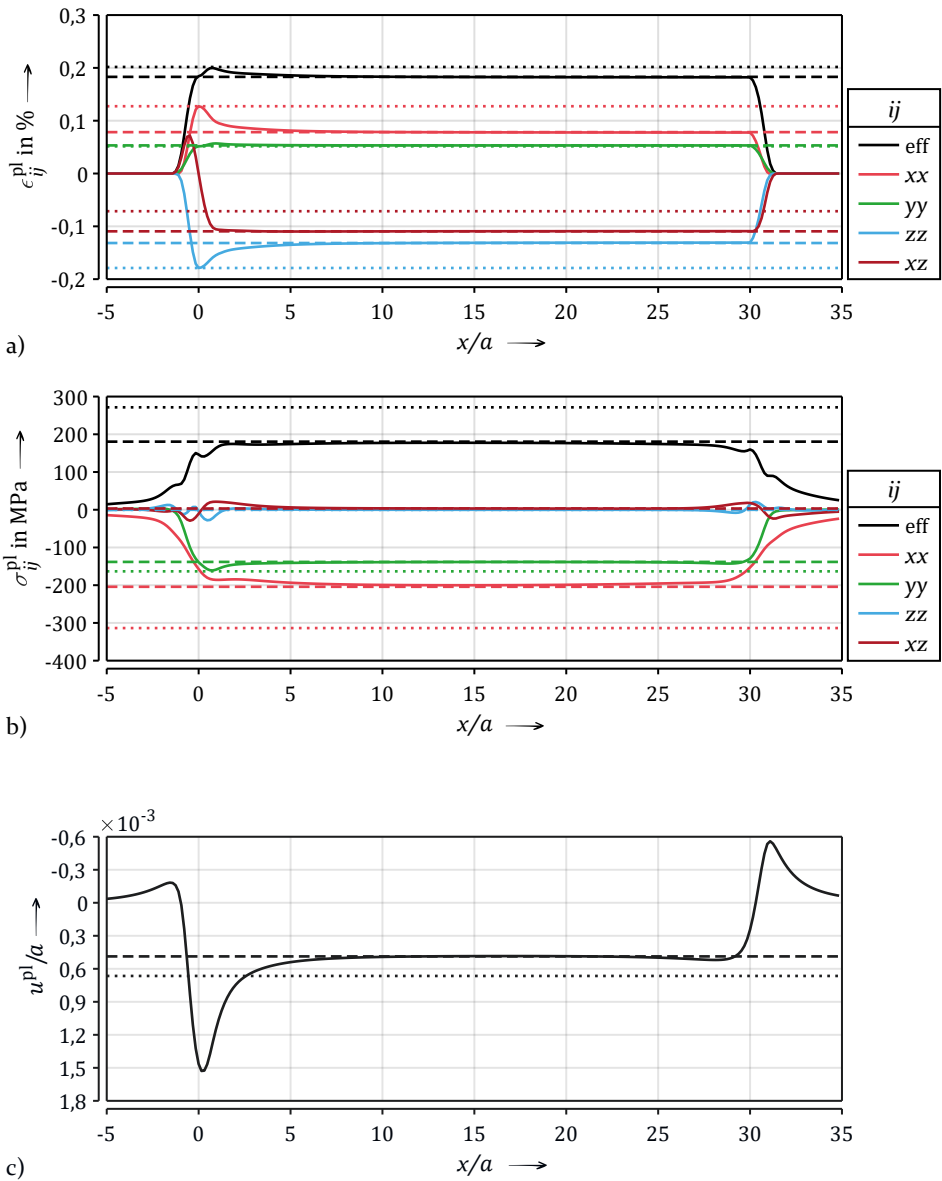 0,3
0,2
0,1
0
-0,1
-0,2
ϵᵢⱼᵖˡ in % ⟶
-5 0 5 10 15 20 25 30 35
x/a ⟶
a)
ij
eff
xx
yy
zz
xz
300
200
100
0
-100
-200
-300
-400
σᵢⱼᵖˡ in MPa ⟶
-5 0 5 10 15 20 25 30 35
x/a ⟶
b)
ij
eff
xx
yy
zz
xz
×10⁻³
-0,6
-0,3
0
0,3
0,6
0,9
1,2
1,5
1,8
uᵖˡ/a ⟶
-5 0 5 10 15 20 25 30 35
x/a ⟶
c)